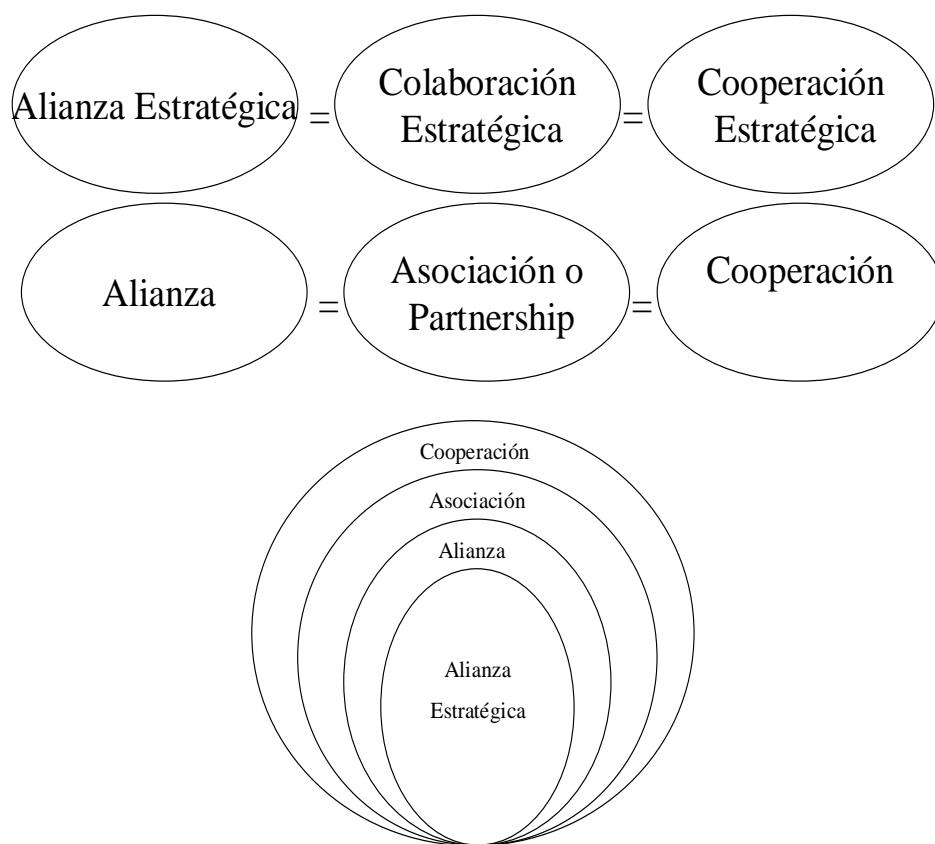 Alianza Estratégica = Colaboración Estratégica = Cooperación Estratégica
Alianza = Asociación o Partnership = Cooperación
Cooperación
Asociación
Alianza
Alianza
Estratégica